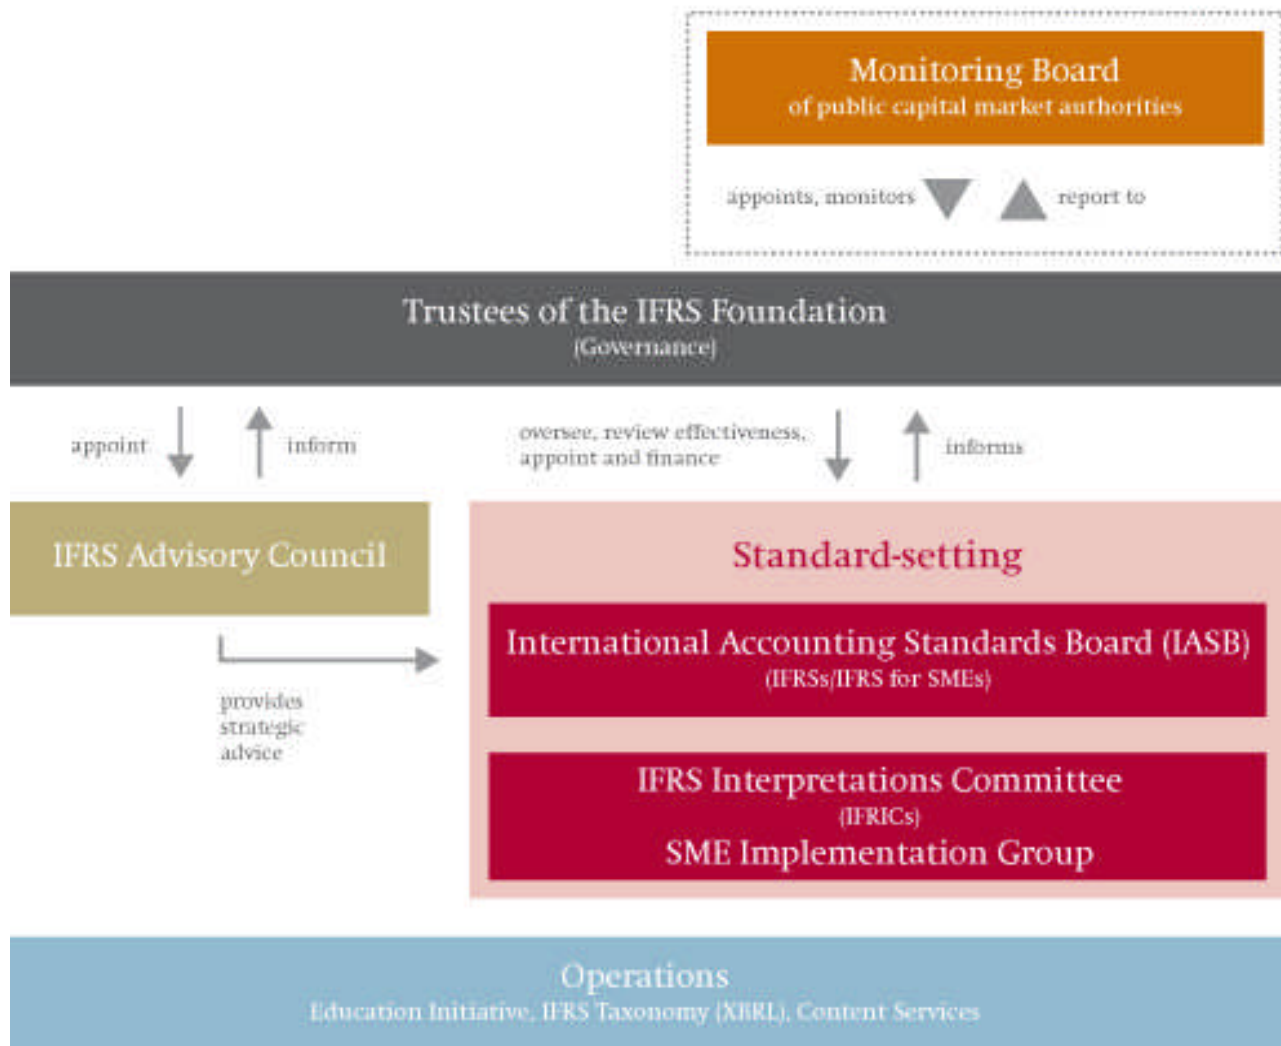 Monitoring Board
of public capital market authorities
appoints, monitors
report to
Trustees of the IFRS Foundation
(Governance)
appoint
inform
oversee, review effectiveness,
appoint and finance
informs
IFRS Advisory Council
provides
strategic
advice
Standard-setting
International Accounting Standards Board (IASB)
(IFRSs/IFRS for SMEs)
IFRS Interpretations Committee
(IFRICs)
SME Implementation Group
Operations
Education Initiative, IFRS Taxonomy (XBRL), Content Services